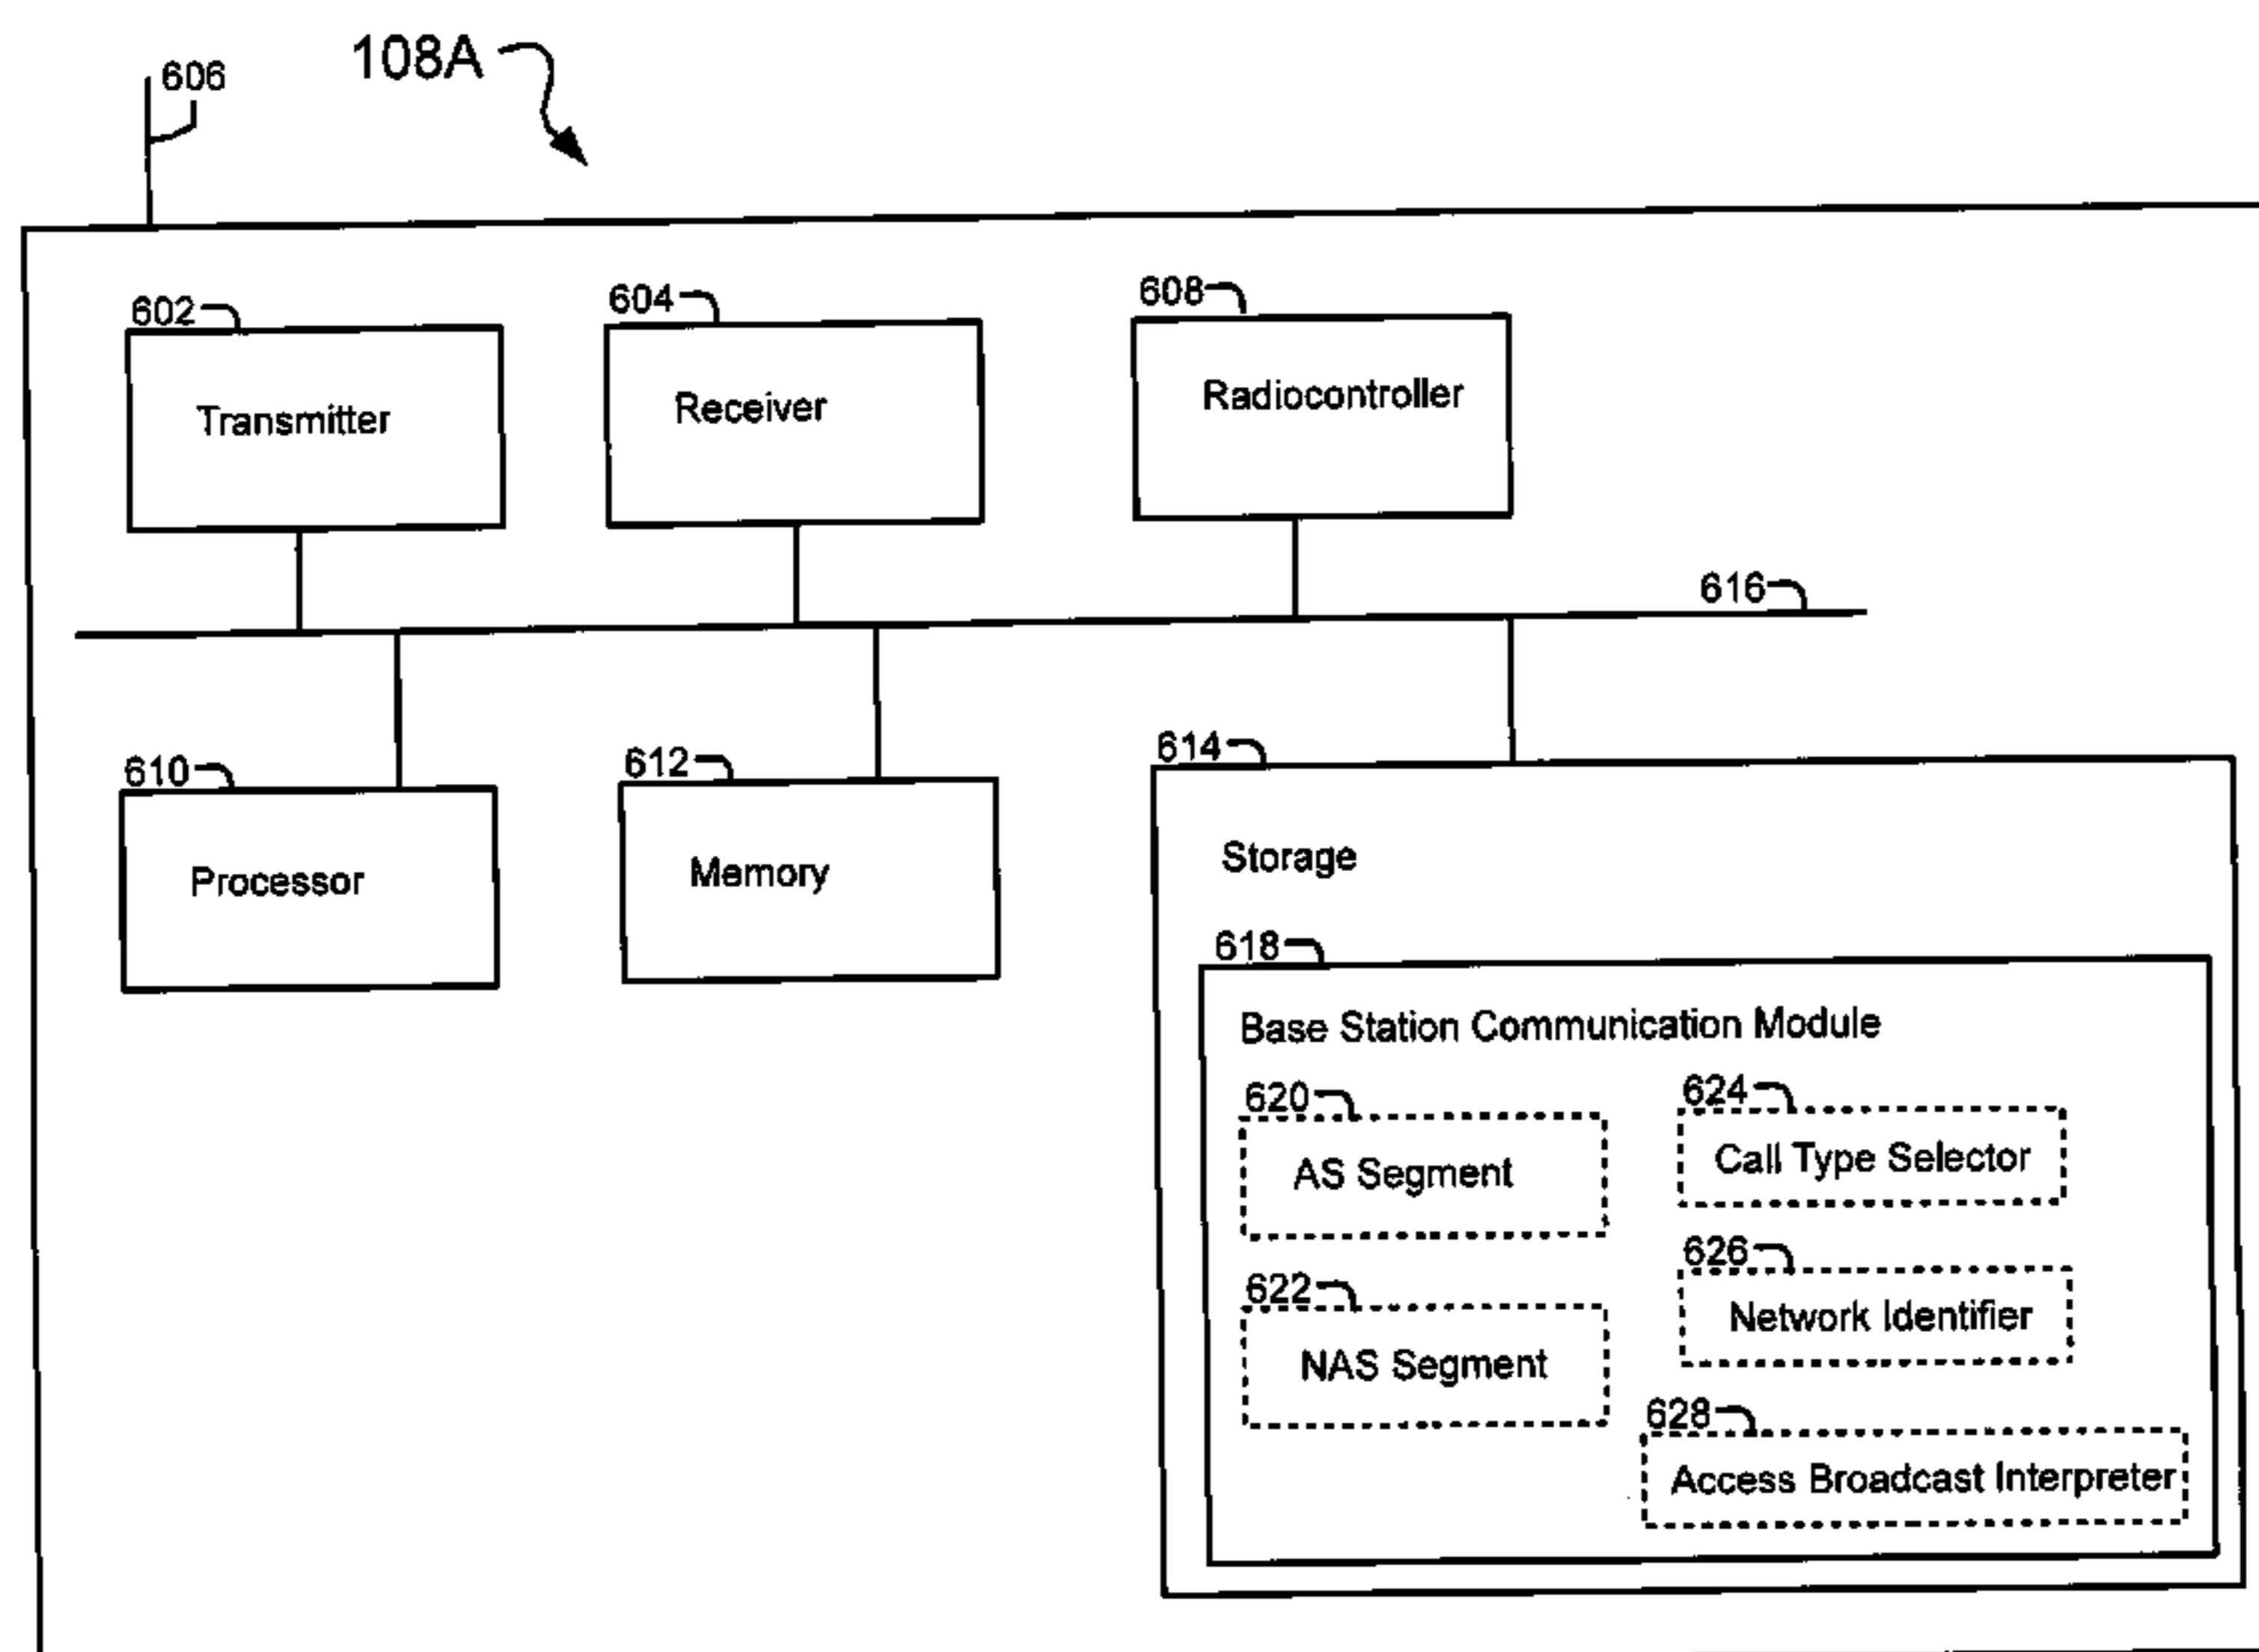 108A
606
602
604
608
Transmitter
Receiver
Radiocontroller
616
610
612
614
Processor
Memory
Storage
618
Base Station Communication Module
620
624
AS Segment
Call Type Selector
622
626
NAS Segment
Network Identifier
628
Access Broadcast Interpreter